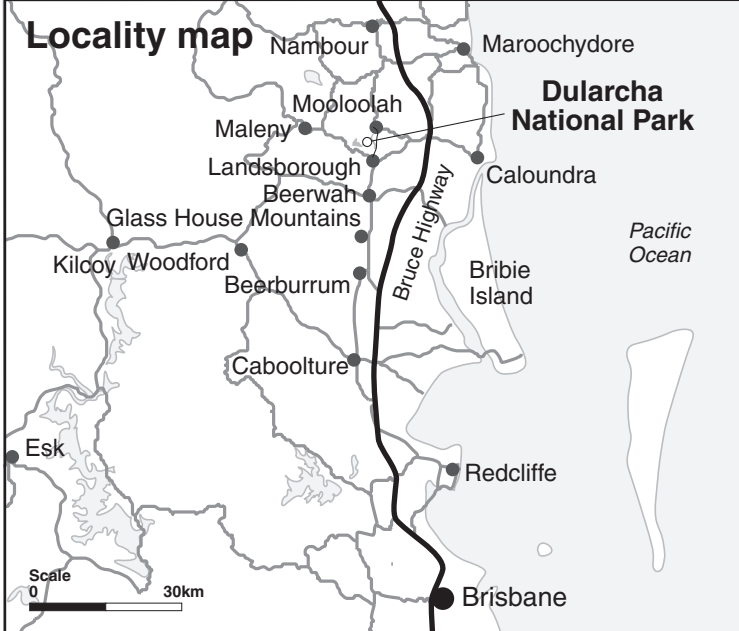 Locality map
Nambour
Maroochydore
Dularcha
National Park
Mooloolah
Maleny
Landsborough
Caloundra
Beerwah
Glass House Mountains
Bruce Highway
Pacific
Ocean
Kilcoy
Woodford
Beerburrum
Bribie
Island
Caboolture
Esk
Redcliffe
Scale
0 30km
Brisbane